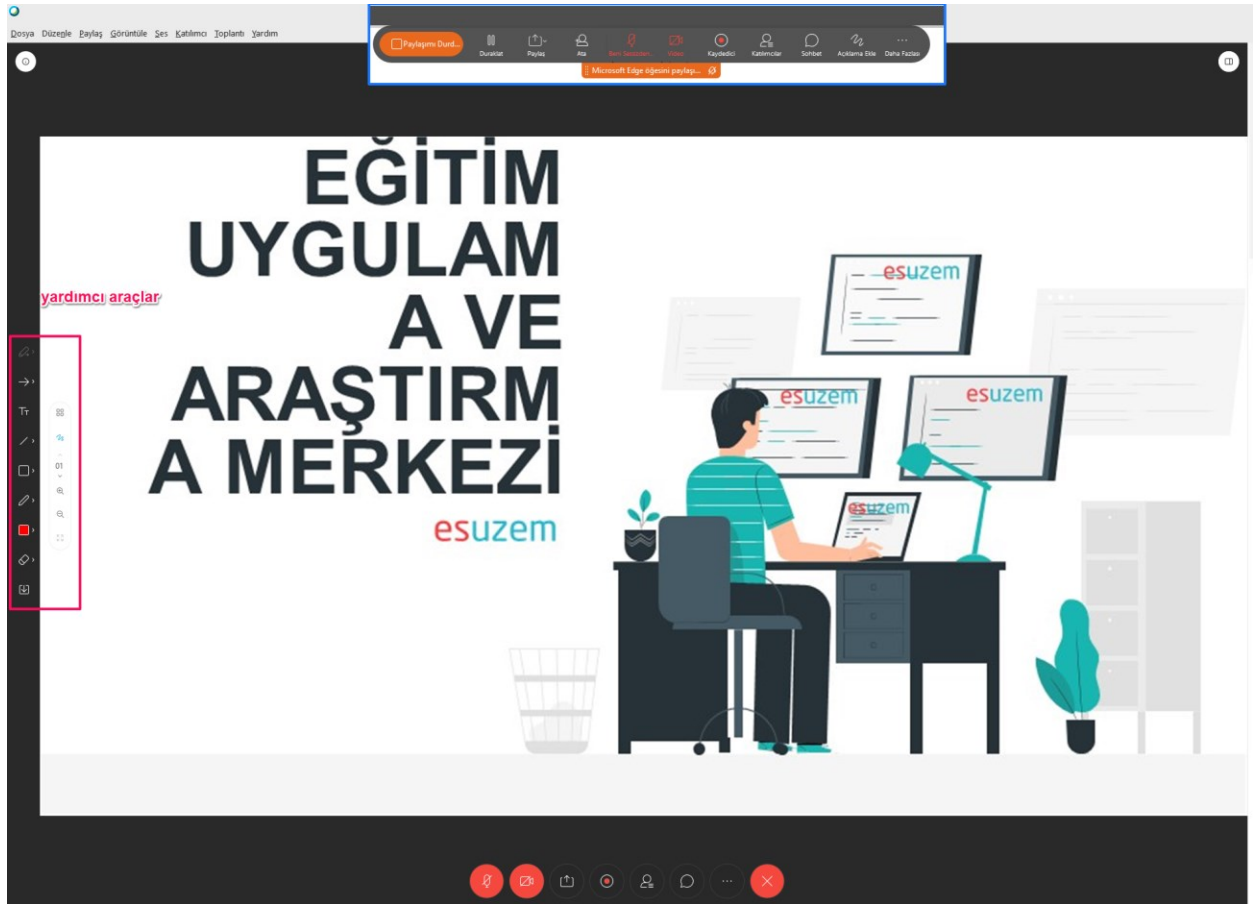 Dosya Düzenle Paylaş Görüntüle Ses Katılımcı Toplantı Yardım
Paylaşımı Durd...
Duraklat
Paylaş
Ata
Video
Kaydedici
Katılımcılar
Sohbet
Açıklama Ekle
Daha Fazlası
Microsoft Edge öğesini paylaşı...
EĞİTİM
UYGULAM
A VE
ARAŞTIRM
A MERKEZİ
esuzem
esuzem
esuzem
esuzem
esuzem
yardımcı araçlar
Tт
01